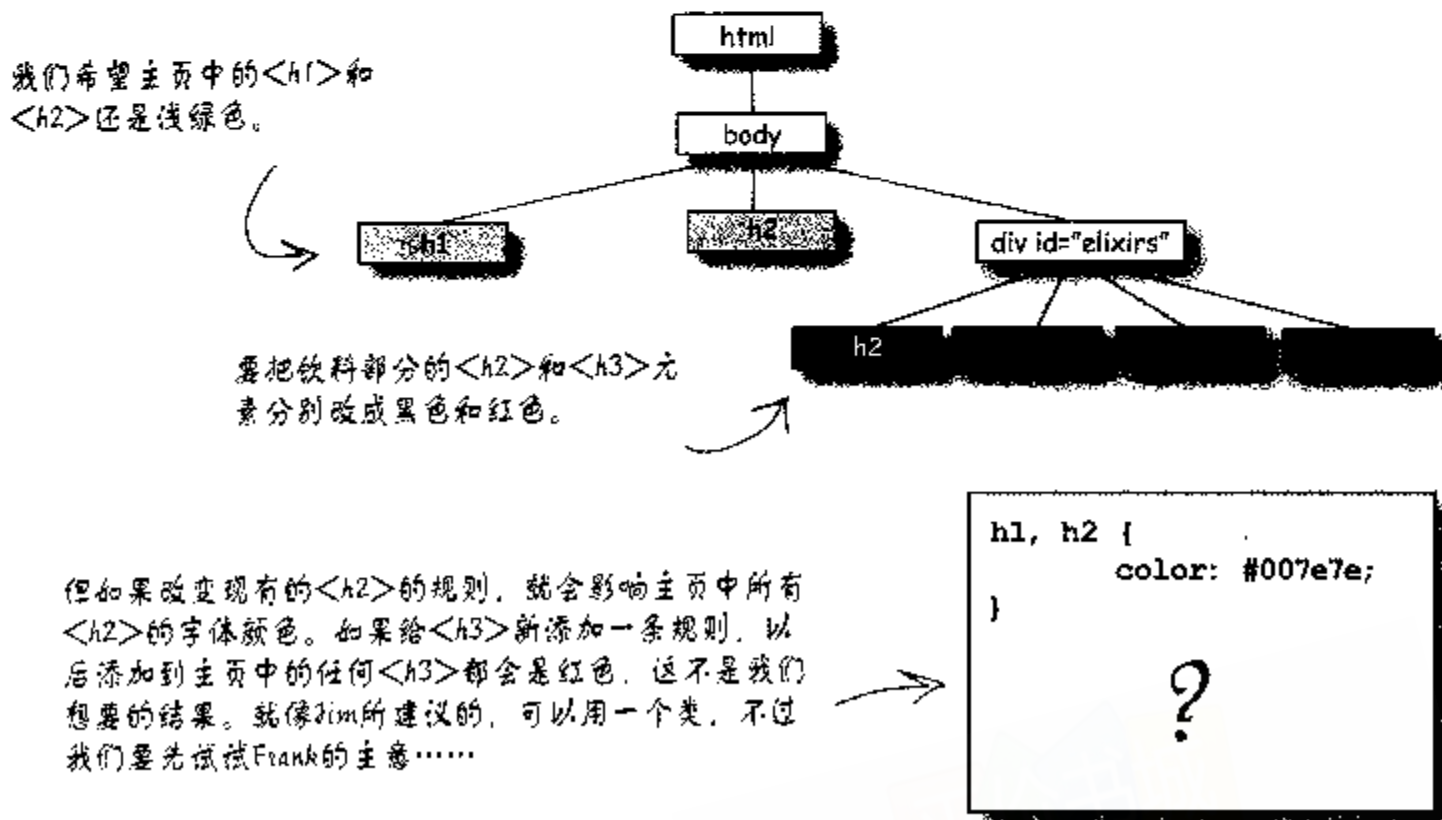 html
我们希望主页中的<h1>和
<h2>还是浅绿色。
body
h1
h2
div id="elixirs"
h2
要把饮料部分的<h2>和<h3>元
素分别改成黑色和红色。
h1, h2 {
color: #007e7e;
}
?
但如果改变现有的<h2>的规则，就会影响主页中所有
<h2>的字体颜色。如果给<h3>新添加一条规则，以
后添加到主页中的任何<h3>都会是红色，这不是我们
想要的结果。就像Jim所建议的，可以用一个类，不过
我们要先试试Frank的主意……